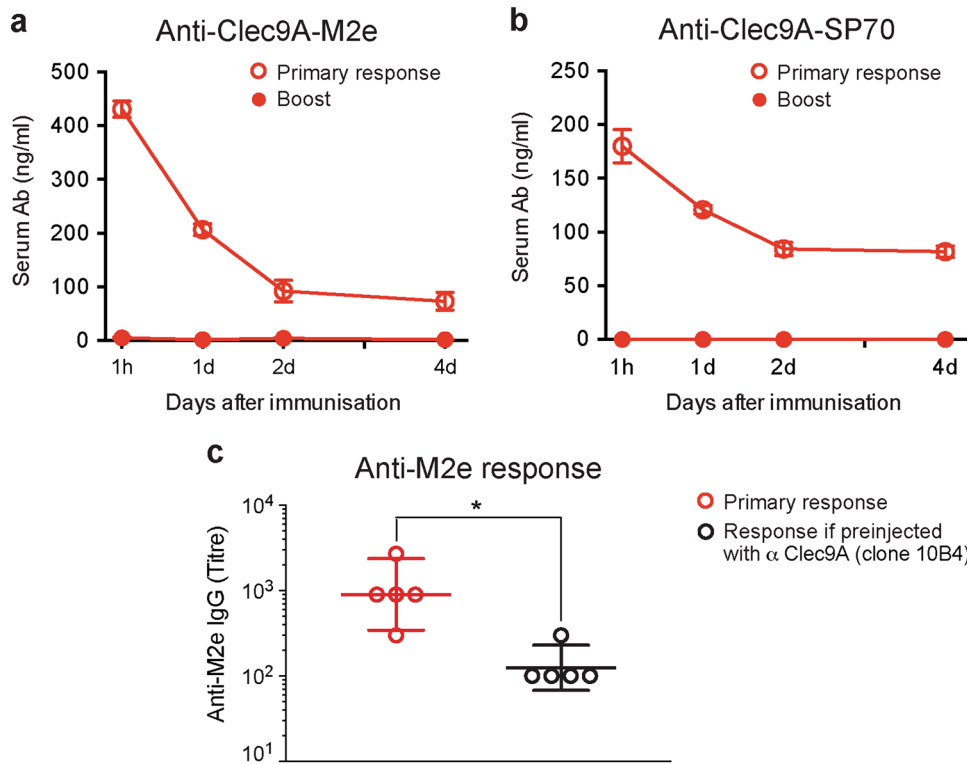 a
Anti-Clec9A-M2e
Primary response
Boost
Serum Ab (ng/ml)
500
400
300
200
100
0
1h 1d 2d 4d
Days after immunisation
b
Anti-Clec9A-SP70
Primary response
Boost
Serum Ab (ng/ml)
250
200
150
100
50
0
1h 1d 2d 4d
Days after immunisation
c
Anti-M2e response
Anti-M2e IgG (Titre)
10⁴
10³
10²
10¹
*
Primary response
Response if preinjected
with α Clec9A (clone 10B4)